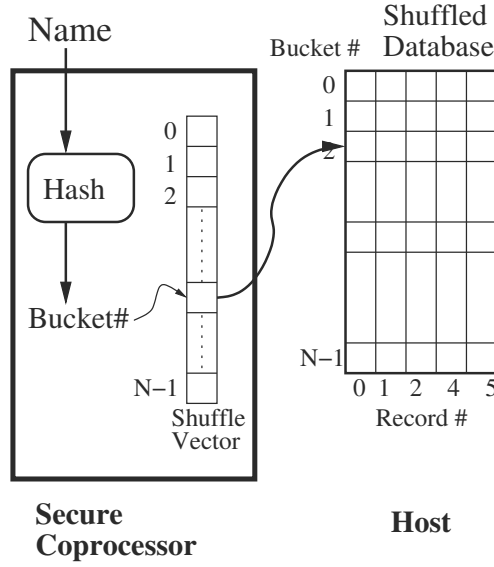 Name
Hash
Bucket#
0
1
2
N−1
Shuffle
Vector
Secure
Coprocessor
Shuffled
Database
Bucket #
0
1
2
N−1
0 1 2 4 5
Record #
Host